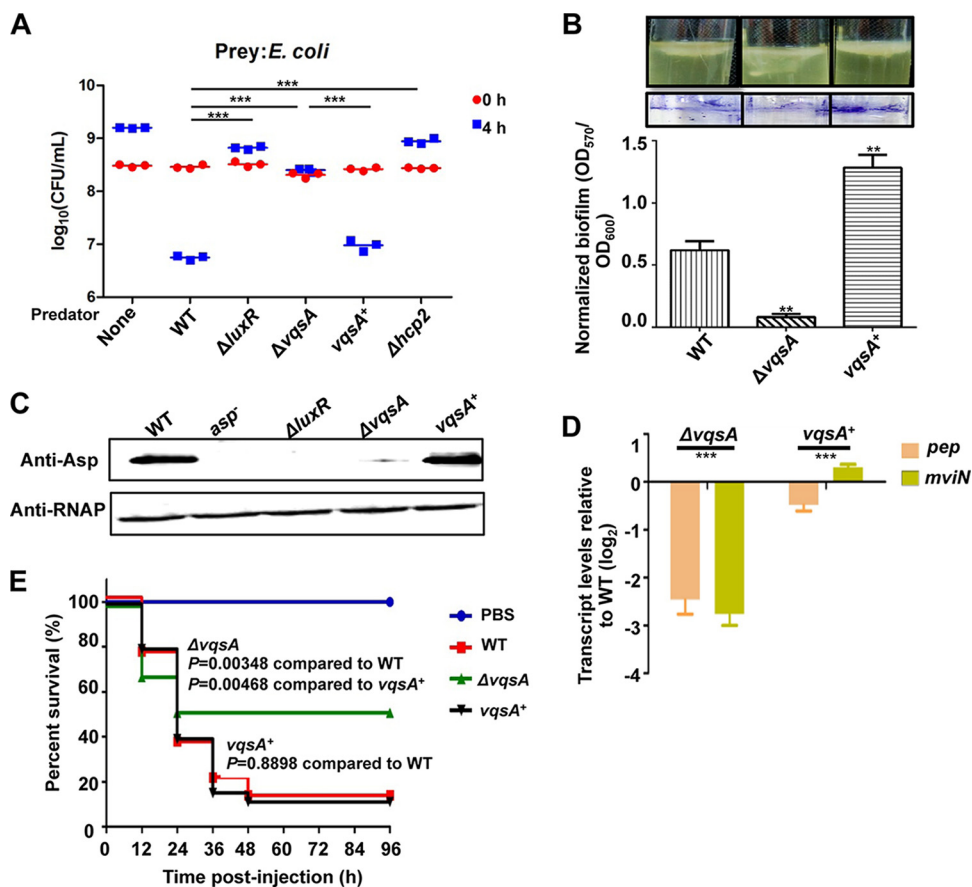 A
Prey:E. coli
***
***
***
***
0 h
4 h
10
9
8
7
6
log10(CFU/mL)
Predator
None
WT
ΔluxR
ΔvqsA
vqsA+
Δhcp2
B
Normalized biofilm (OD570/
OD600)
1.5
1.0
0.5
0.0
**
**
WT
ΔvqsA
vqsA+
C
WT
asp-
ΔluxR
ΔvqsA
vqsA+
Anti-Asp
Anti-RNAP
D
ΔvqsA
***
vqsA+
***
pep
mviN
Transcript levels relative
to WT (log2)
1
0
-1
-2
-3
-4
E
Percent survival (%)
100
80
60
40
20
0
ΔvqsA
P=0.00348 compared to WT
P=0.00468 compared to vqsA+
vqsA+
P=0.8898 compared to WT
PBS
WT
ΔvqsA
vqsA+
0 12 24 36 48 60 72 84 96
Time post-injection (h)